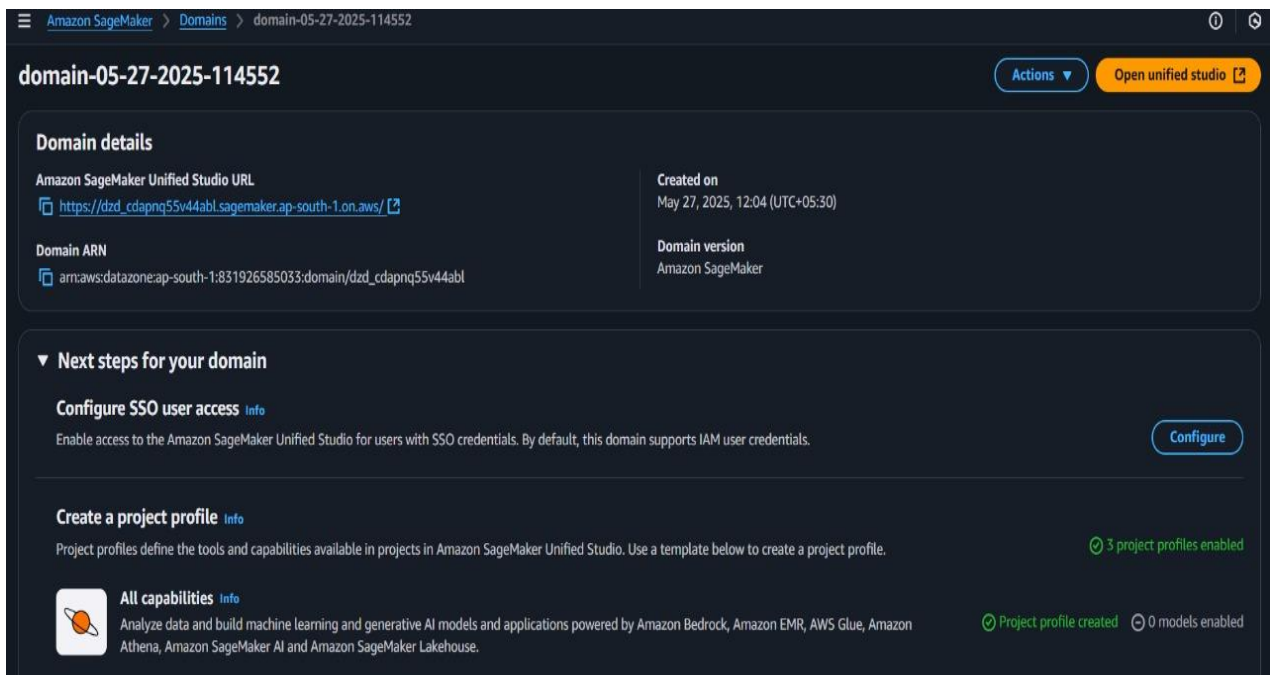 Amazon SageMaker > Domains > domain-05-27-2025-114552
domain-05-27-2025-114552
Actions ▼
Open unified studio
Domain details
Amazon SageMaker Unified Studio URL
https://dzd_cdapnq55v44abl.sagemaker.ap-south-1.on.aws/
Created on
May 27, 2025, 12:04 (UTC+05:30)
Domain ARN
arn:aws:datazone:ap-south-1:831926585033:domain/dzd_cdapnq55v44abl
Domain version
Amazon SageMaker
▼ Next steps for your domain
Configure SSO user access Info
Enable access to the Amazon SageMaker Unified Studio for users with SSO credentials. By default, this domain supports IAM user credentials.
Configure
Create a project profile Info
Project profiles define the tools and capabilities available in projects in Amazon SageMaker Unified Studio. Use a template below to create a project profile.
3 project profiles enabled
All capabilities Info
Analyze data and build machine learning and generative AI models and applications powered by Amazon Bedrock, Amazon EMR, AWS Glue, Amazon
Athena, Amazon SageMaker AI and Amazon SageMaker Lakehouse.
Project profile created
0 models enabled